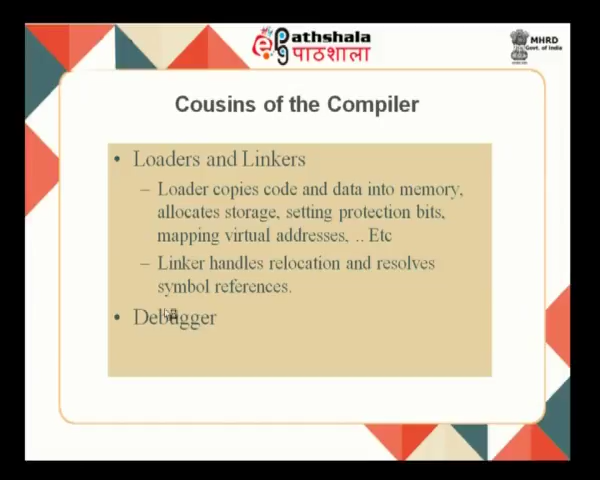 ePathshala
पाठशाला
MHRD
Govt. of India
Cousins of the Compiler
• Loaders and Linkers
– Loader copies code and data into memory,
allocates storage, setting protection bits,
mapping virtual addresses, .. Etc
– Linker handles relocation and resolves
symbol references.
• Debugger